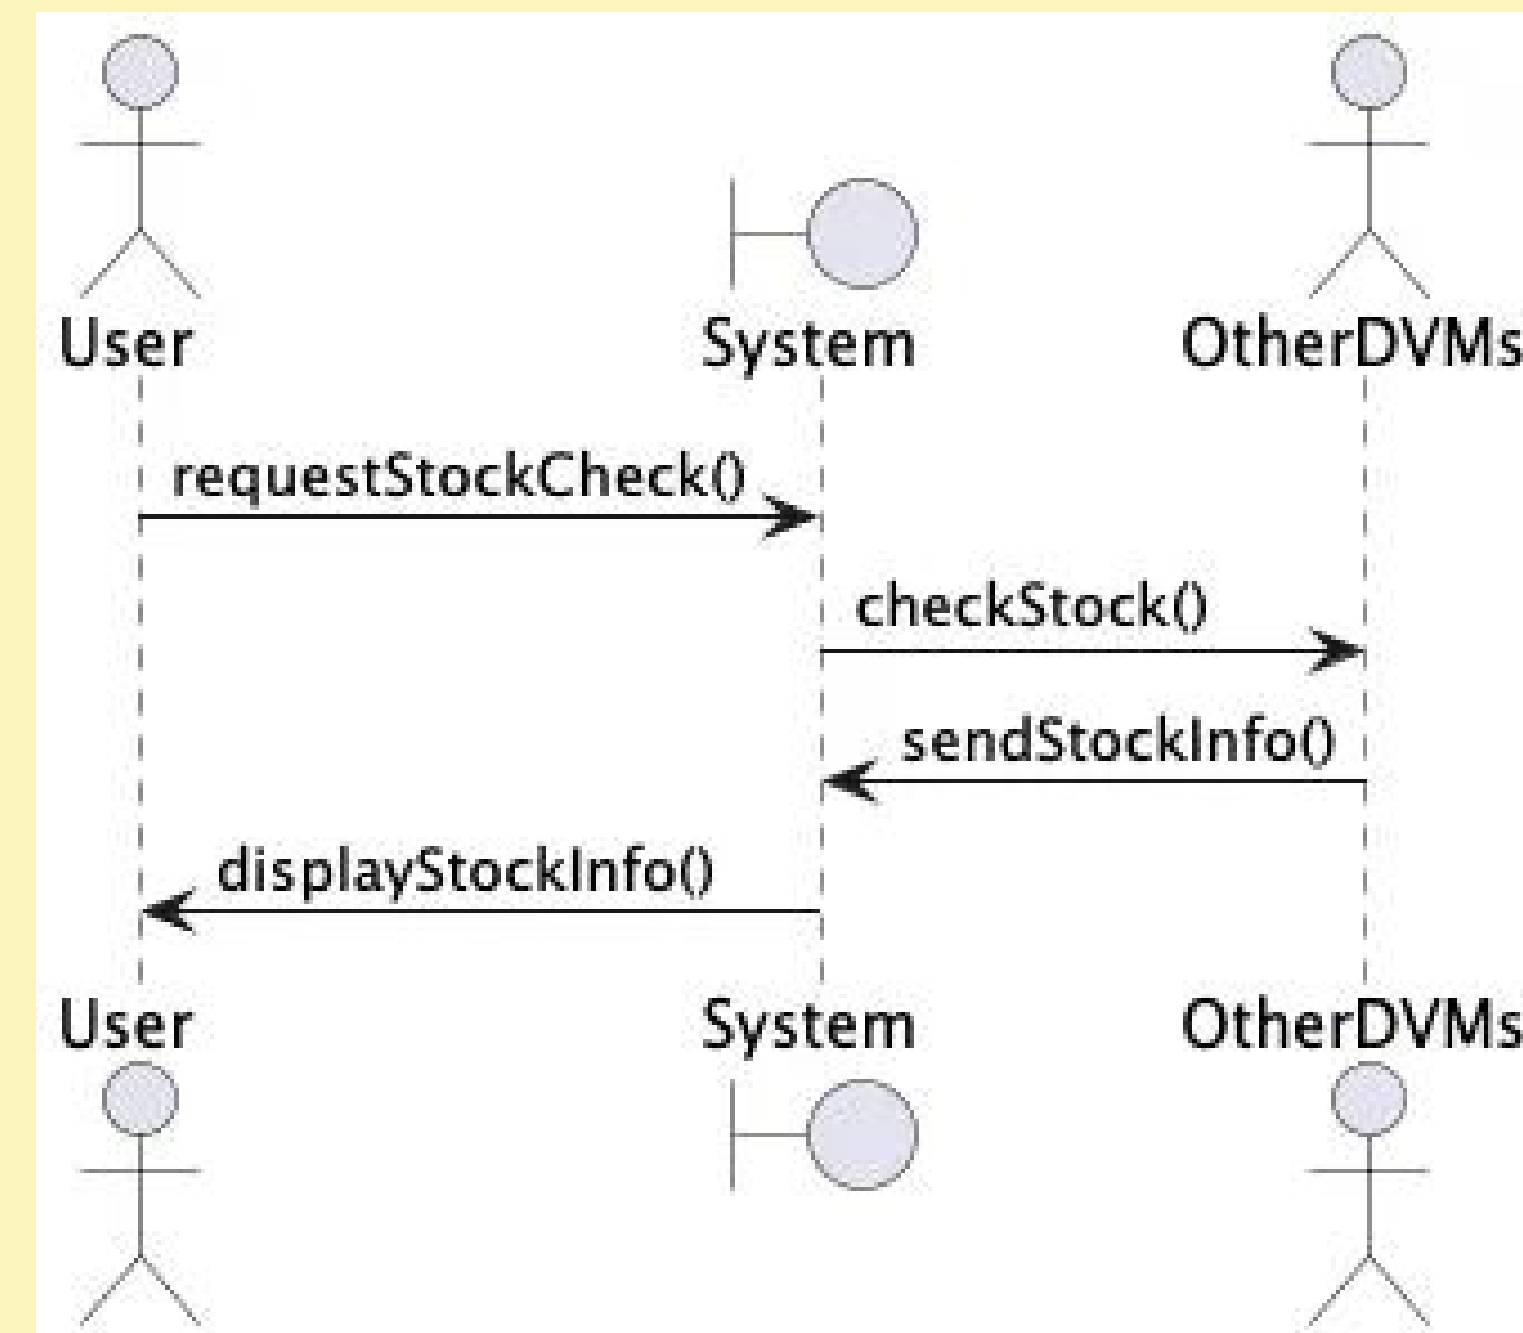 User System OtherDVMs
requestStockCheck()
checkStock()
sendStockInfo()
displayStockInfo()
User System OtherDVMs